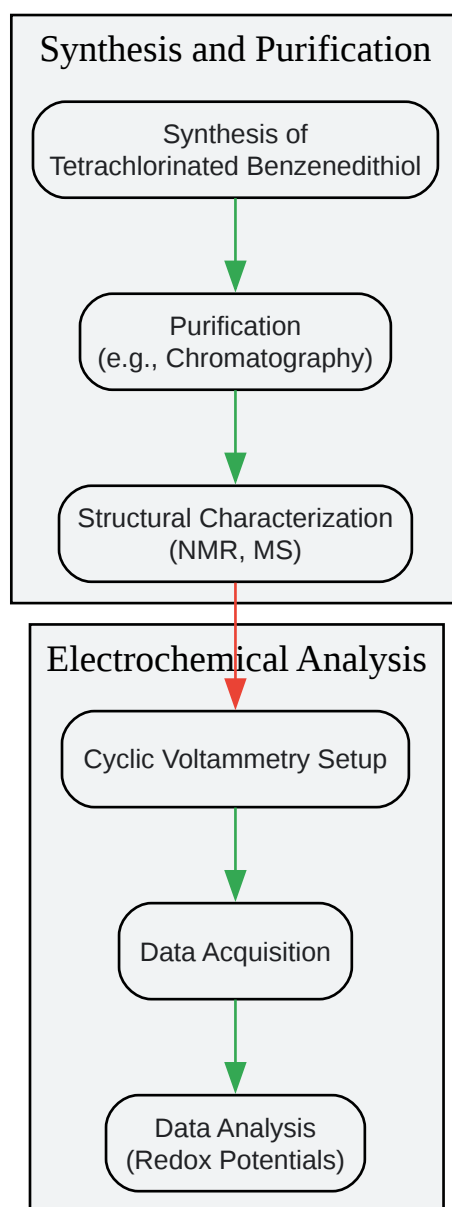 Synthesis and Purification
Synthesis of
Tetrachlorinated Benzenedithiol
Purification
(e.g., Chromatography)
Structural Characterization
(NMR, MS)
Electrochemical Analysis
Cyclic Voltammetry Setup
Data Acquisition
Data Analysis
(Redox Potentials)